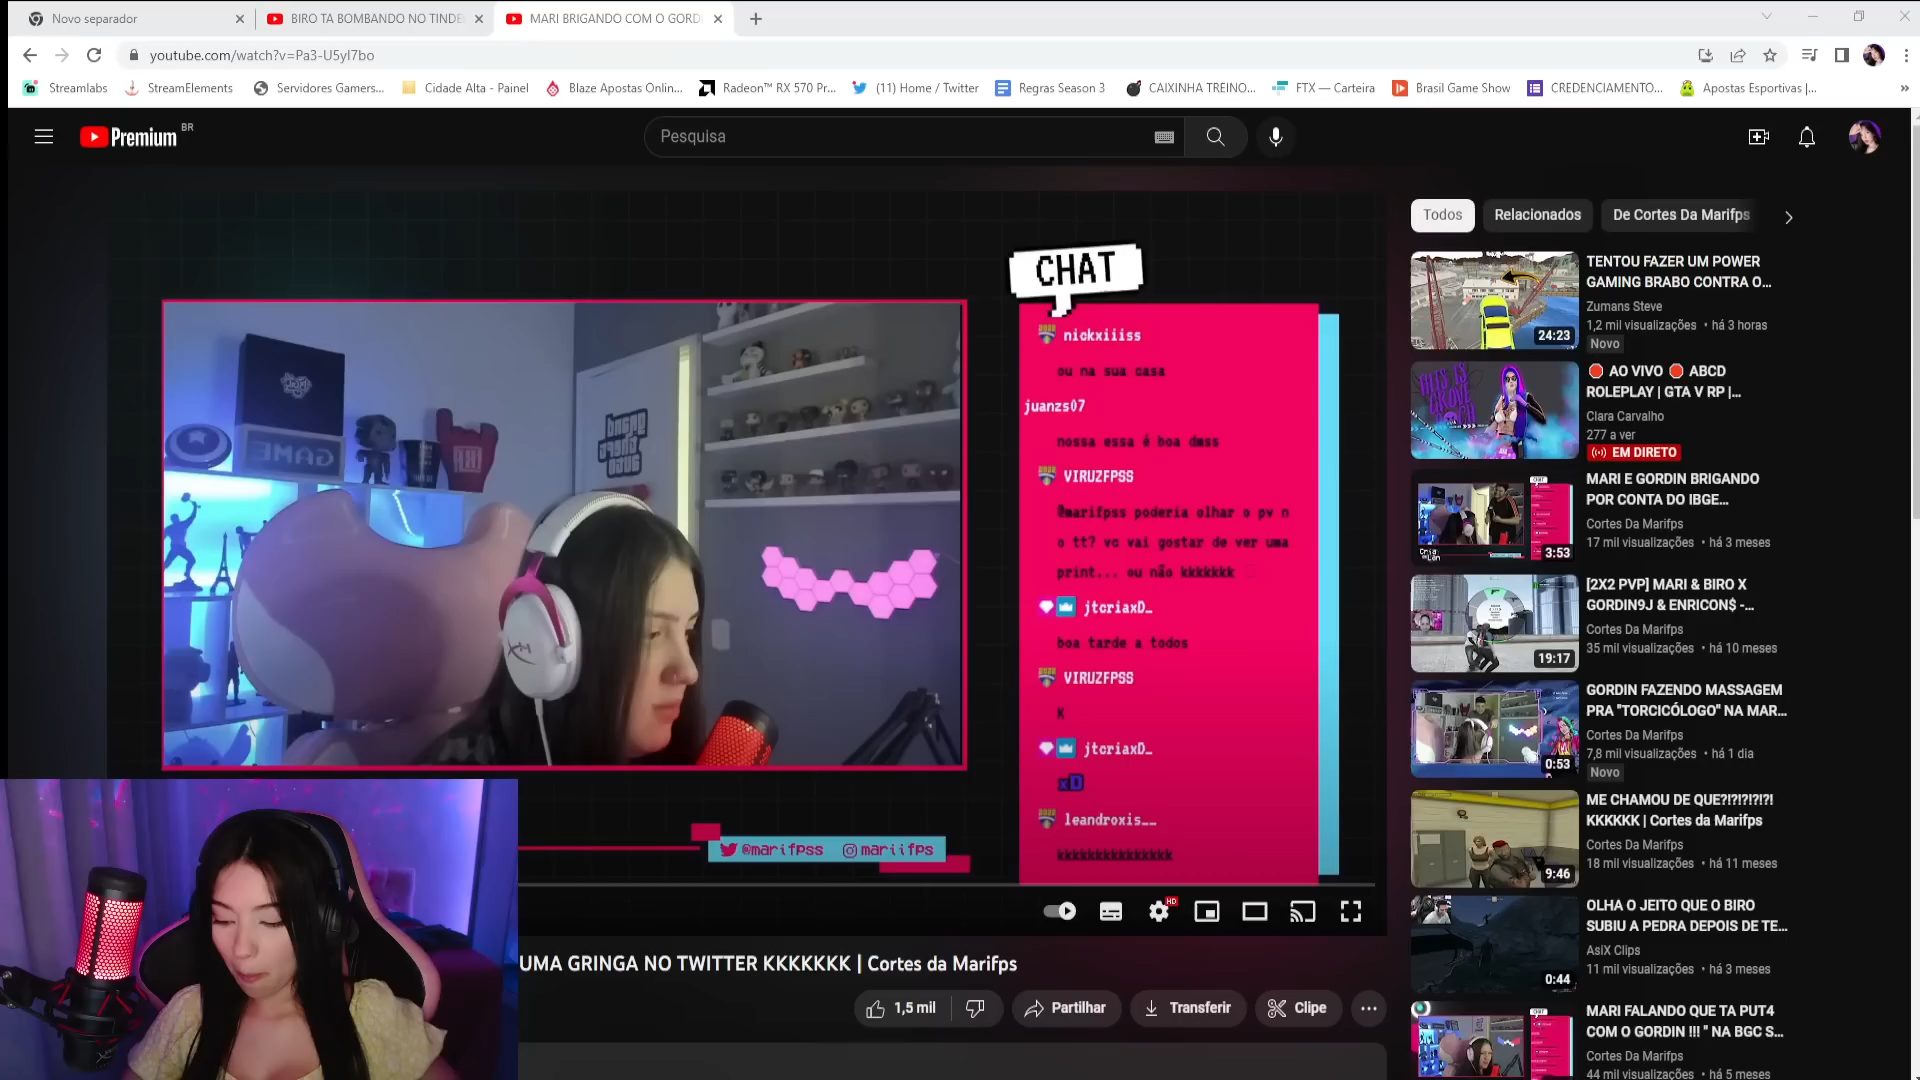 Novo separador
BIRO TA BOMBANDO NO TINDE
MARI BRIGANDO COM O GORDI
youtube.com/watch?v=Pa3-U5yI7bo
Streamlabs
StreamElements
Servidores Gamers...
Cidade Alta - Painel
Blaze Apostas Onlin...
Radeon™ RX 570 Pr...
(11) Home / Twitter
Regras Season 3
CAIXINHA TREINO...
FTX — Carteira
Brasil Game Show
CREDENCIAMENTO...
Apostas Esportivas |...
»
Premium BR
Pesquisa
Todos
Relacionados
De Cortes Da Marifps
CHAT
nickxiiiss
ou na sua casa
juanzs07
nossa essa é boa dmss
VIRUZFPSS
@marifpss poderia olhar o pv n
o tt? vc vai gostar de ver uma
print... ou não kkkkkkk
jtcriaxD_
boa tarde a todos
VIRUZFPSS
K
jtcriaxD_
xD
leandroxis__
kkkkkkkkkkkkkkk
GAME
@marifpss
mariifps
HD
UMA GRINGA NO TWITTER KKKKKKK | Cortes da Marifps
1,5 mil
Partilhar
Transferir
Clipe
TENTOU FAZER UM POWER
GAMING BRABO CONTRA O...
Zumans Steve
1,2 mil visualizações • há 3 horas
Novo
24:23
AO VIVO ABCD
ROLEPLAY | GTA V RP |...
Clara Carvalho
277 a ver
EM DIRETO
MARI E GORDIN BRIGANDO
POR CONTA DO IBGE...
Cortes Da Marifps
17 mil visualizações • há 3 meses
3:53
[2X2 PVP] MARI & BIRO X
GORDIN9J & ENRICON$ -...
Cortes Da Marifps
35 mil visualizações • há 10 meses
19:17
GORDIN FAZENDO MASSAGEM
PRA "TORCICÓLOGO" NA MAR...
Cortes Da Marifps
7,8 mil visualizações • há 1 dia
Novo
0:53
ME CHAMOU DE QUE?!?!?!?!?!
KKKKKK | Cortes da Marifps
Cortes Da Marifps
18 mil visualizações • há 11 meses
9:46
OLHA O JEITO QUE O BIRO
SUBIU A PEDRA DEPOIS DE TE...
AsiX Clips
11 mil visualizações • há 3 meses
0:44
MARI FALANDO QUE TA PUT4
COM O GORDIN !!! " NA BGC S...
Cortes Da Marifps
44 mil visualizações • há 5 meses